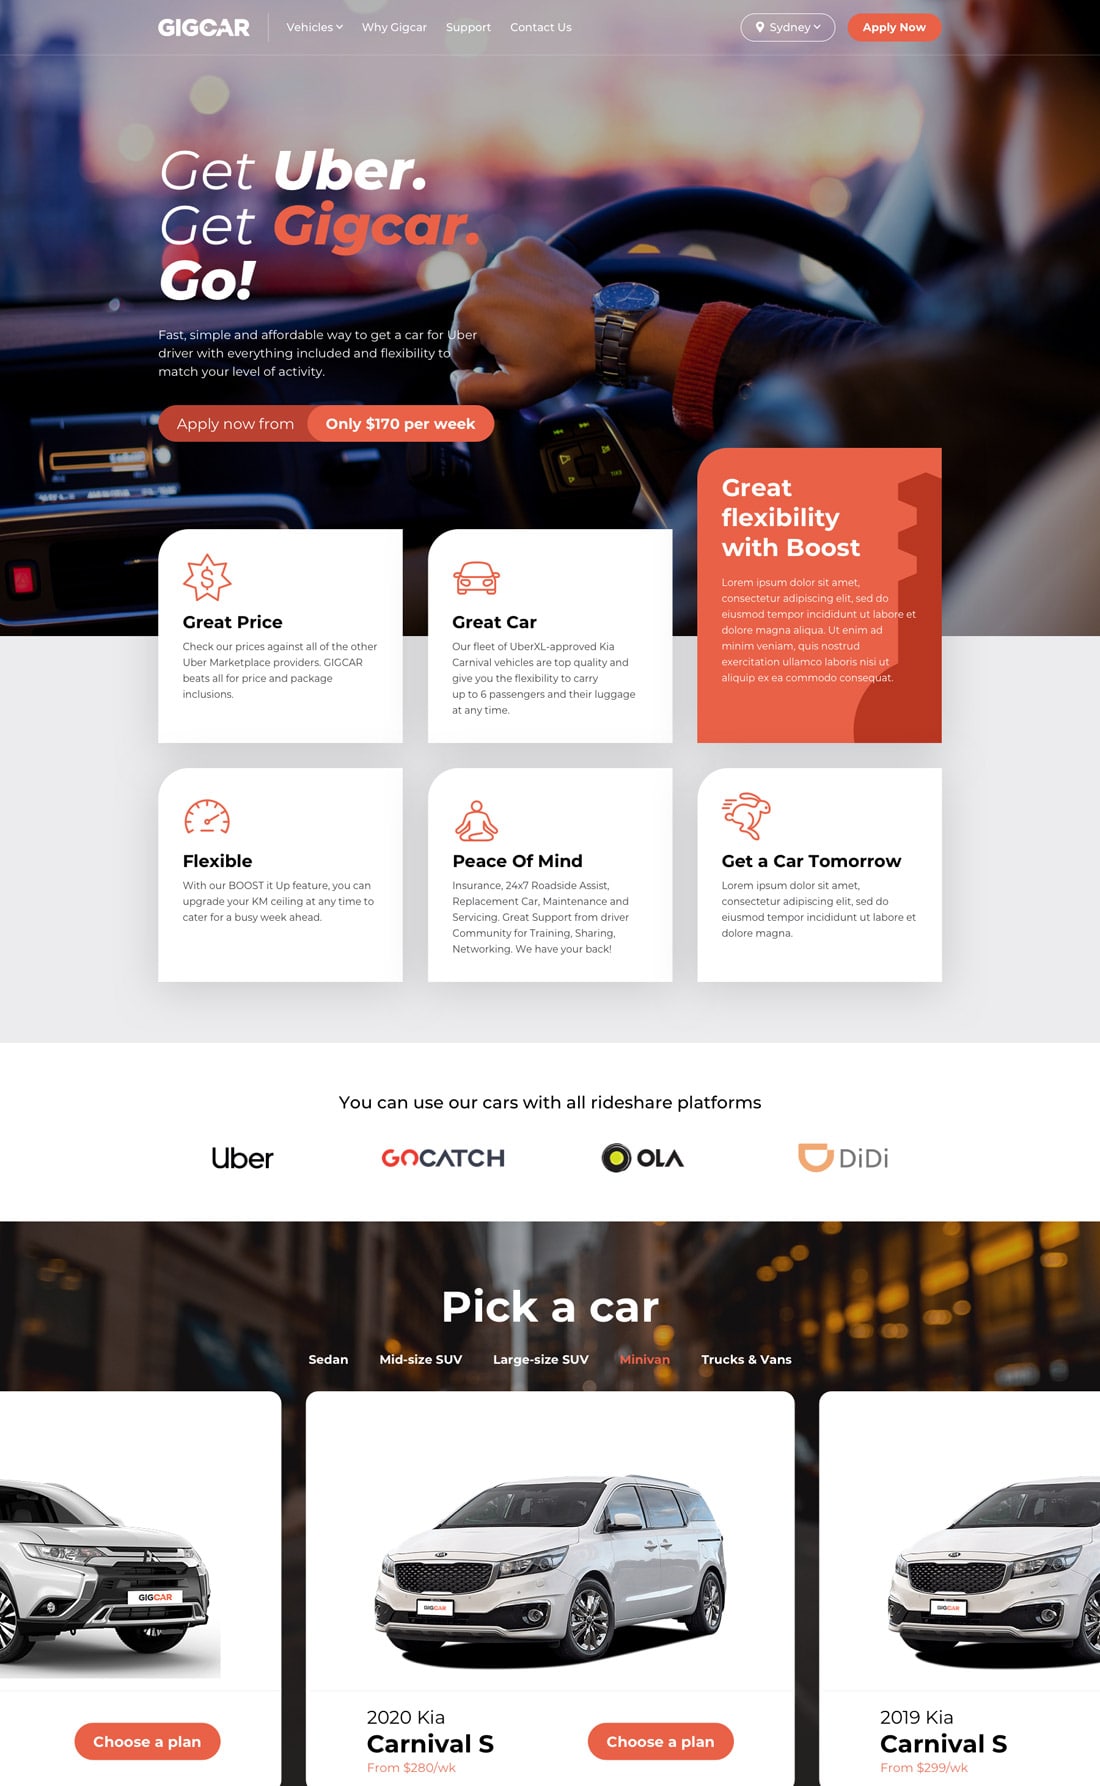 GIGCAR
Vehicles
Why Gigcar
Support
Contact Us
Sydney
Apply Now
Get Uber.
Get Gigcar.
Go!
Fast, simple and affordable way to get a car for Uber
driver with everything included and flexibility to
match your level of activity.
Apply now from
Only $170 per week
Great Price
Check our prices against all of the other
Uber Marketplace providers. GIGCAR
beats all for price and package
inclusions.
Great Car
Our fleet of UberXL-approved Kia
Carnival vehicles are top quality and
give you the flexibility to carry
up to 6 passengers and their luggage
at any time.
Great
flexibility
with Boost
Lorem ipsum dolor sit amet,
consectetur adipiscing elit, sed do
eiusmod tempor incididunt ut labore et
dolore magna aliqua. Ut enim ad
minim veniam, quis nostrud
exercitation ullamco laboris nisi ut
aliquip ex ea commodo consequat.
Flexible
With our BOOST it Up feature, you can
upgrade your KM ceiling at any time to
cater for a busy week ahead.
Peace Of Mind
Insurance, 24x7 Roadside Assist,
Replacement Car, Maintenance and
Servicing. Great Support from driver
Community for Training, Sharing,
Networking. We have your back!
Get a Car Tomorrow
Lorem ipsum dolor sit amet,
consectetur adipiscing elit, sed do
eiusmod tempor incididunt ut labore et
dolore magna.
You can use our cars with all rideshare platforms
Uber
GOCATCH
OLA
DiDi
Pick a car
Sedan
Mid-size SUV
Large-size SUV
Minivan
Trucks & Vans
GIGCAR
Choose a plan
GIGCAR
2020 Kia
Carnival S
From $280/wk
Choose a plan
GIGCAR
2019 Kia
Carnival S
From $299/wk